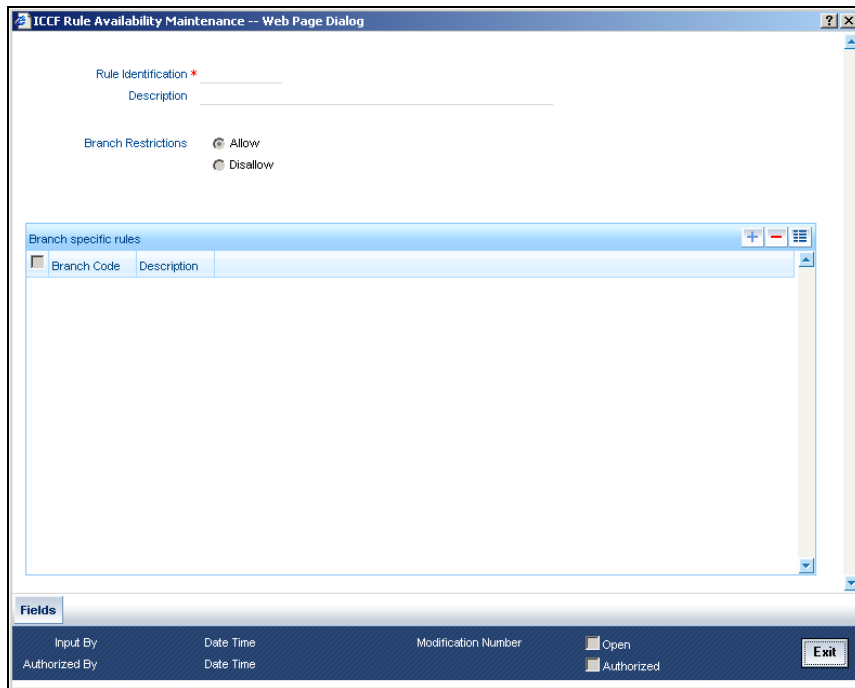 ICCF Rule Availability Maintenance -- Web Page Dialog
Rule Identification *
Description
Branch Restrictions
Allow
Disallow
Branch specific rules
Branch Code Description
Fields
Input By Date Time Modification Number Open
Authorized By Date Time Authorized
Exit